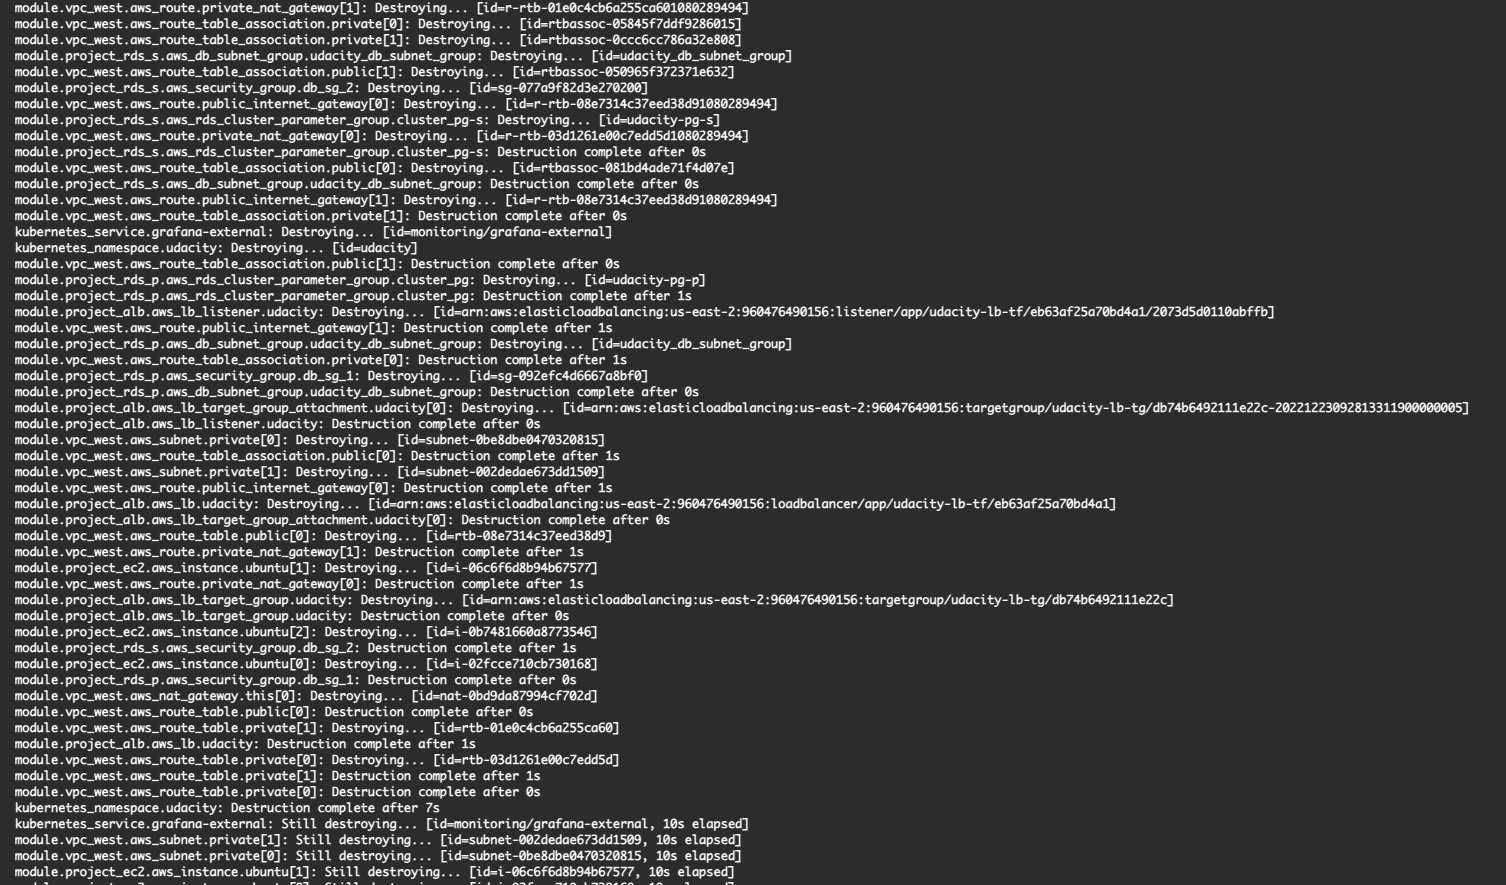 module.vpc_west.aws_route.private_nat_gateway[1]: Destroying... [id=r-rtb-01e0c4cb6a255ca601080289494]
module.vpc_west.aws_route_table_association.private[0]: Destroying... [id=rtbassoc-05845f7ddf9286015]
module.vpc_west.aws_route_table_association.private[1]: Destroying... [id=rtbassoc-0ccc6cc786a32e808]
module.project_rds_s.aws_db_subnet_group.udacity_db_subnet_group: Destroying... [id=udacity_db_subnet_group]
module.vpc_west.aws_route_table_association.public[1]: Destroying... [id=rtbassoc-050965f372371e632]
module.project_rds_s.aws_security_group.db_sg_2: Destroying... [id=sg-077a9f82d3e270200]
module.vpc_west.aws_route.public_internet_gateway[0]: Destroying... [id=r-rtb-08e7314c37eed38d91080289494]
module.project_rds_s.aws_rds_cluster_parameter_group.cluster_pg-s: Destroying... [id=udacity-pg-s]
module.vpc_west.aws_route.private_nat_gateway[0]: Destroying... [id=r-rtb-03d1261e00c7edd5d1080289494]
module.project_rds_s.aws_rds_cluster_parameter_group.cluster_pg-s: Destruction complete after 0s
module.vpc_west.aws_route_table_association.public[0]: Destroying... [id=rtbassoc-081bd4ade71f4d07e]
module.project_rds_s.aws_db_subnet_group.udacity_db_subnet_group: Destruction complete after 0s
module.vpc_west.aws_route.public_internet_gateway[1]: Destroying... [id=r-rtb-08e7314c37eed38d91080289494]
module.vpc_west.aws_route_table_association.private[1]: Destruction complete after 0s
kubernetes_service.grafana-external: Destroying... [id=monitoring/grafana-external]
kubernetes_namespace.udacity: Destroying... [id=udacity]
module.vpc_west.aws_route_table_association.public[1]: Destruction complete after 0s
module.project_rds_p.aws_rds_cluster_parameter_group.cluster_pg: Destroying... [id=udacity-pg-p]
module.project_rds_p.aws_rds_cluster_parameter_group.cluster_pg: Destruction complete after 1s
module.project_alb.aws_lb_listener.udacity: Destroying... [id=arn:aws:elasticloadbalancing:us-east-2:960476490156:listener/app/udacity-lb-tf/eb63af25a70bd4a1/2073d5d0110abffb]
module.vpc_west.aws_route.public_internet_gateway[1]: Destruction complete after 1s
module.project_rds_p.aws_db_subnet_group.udacity_db_subnet_group: Destroying... [id=udacity_db_subnet_group]
module.vpc_west.aws_route_table_association.private[0]: Destruction complete after 1s
module.project_rds_p.aws_security_group.db_sg_1: Destroying... [id=sg-092efc4d6667a8bf0]
module.project_rds_p.aws_db_subnet_group.udacity_db_subnet_group: Destruction complete after 0s
module.project_alb.aws_lb_target_group_attachment.udacity[0]: Destroying... [id=arn:aws:elasticloadbalancing:us-east-2:960476490156:targetgroup/udacity-lb-tg/db74b6492111e22c-20221223092813311900000005]
module.project_alb.aws_lb_listener.udacity: Destruction complete after 0s
module.vpc_west.aws_subnet.private[0]: Destroying... [id=subnet-0be8dbe0470320815]
module.vpc_west.aws_route_table_association.public[0]: Destruction complete after 1s
module.vpc_west.aws_subnet.private[1]: Destroying... [id=subnet-002dedae673dd1509]
module.vpc_west.aws_route.public_internet_gateway[0]: Destruction complete after 1s
module.project_alb.aws_lb.udacity: Destroying... [id=arn:aws:elasticloadbalancing:us-east-2:960476490156:loadbalancer/app/udacity-lb-tf/eb63af25a70bd4a1]
module.project_alb.aws_lb_target_group_attachment.udacity[0]: Destruction complete after 0s
module.vpc_west.aws_route_table.public[0]: Destroying... [id=rtb-08e7314c37eed38d9]
module.vpc_west.aws_route.private_nat_gateway[1]: Destruction complete after 1s
module.project_ec2.aws_instance.ubuntu[1]: Destroying... [id=i-06c6f6d8b94b67577]
module.vpc_west.aws_route.private_nat_gateway[0]: Destruction complete after 1s
module.project_alb.aws_lb_target_group.udacity: Destroying... [id=arn:aws:elasticloadbalancing:us-east-2:960476490156:targetgroup/udacity-lb-tg/db74b6492111e22c]
module.project_alb.aws_lb_target_group.udacity: Destruction complete after 0s
module.project_ec2.aws_instance.ubuntu[2]: Destroying... [id=i-0b7481660a8773546]
module.project_rds_s.aws_security_group.db_sg_2: Destruction complete after 1s
module.project_ec2.aws_instance.ubuntu[0]: Destroying... [id=i-02fcce710cb730168]
module.project_rds_p.aws_security_group.db_sg_1: Destruction complete after 0s
module.vpc_west.aws_nat_gateway.this[0]: Destroying... [id=nat-0bd9da87994cf702d]
module.vpc_west.aws_route_table.public[0]: Destruction complete after 0s
module.vpc_west.aws_route_table.private[1]: Destroying... [id=rtb-01e0c4cb6a255ca60]
module.project_alb.aws_lb.udacity: Destruction complete after 1s
module.vpc_west.aws_route_table.private[0]: Destroying... [id=rtb-03d1261e00c7edd5d]
module.vpc_west.aws_route_table.private[1]: Destruction complete after 1s
module.vpc_west.aws_route_table.private[0]: Destruction complete after 0s
kubernetes_namespace.udacity: Destruction complete after 7s
kubernetes_service.grafana-external: Still destroying... [id=monitoring/grafana-external, 10s elapsed]
module.vpc_west.aws_subnet.private[1]: Still destroying... [id=subnet-002dedae673dd1509, 10s elapsed]
module.vpc_west.aws_subnet.private[0]: Still destroying... [id=subnet-0be8dbe0470320815, 10s elapsed]
module.project_ec2.aws_instance.ubuntu[1]: Still destroying... [id=i-06c6f6d8b94b67577, 10s elapsed]